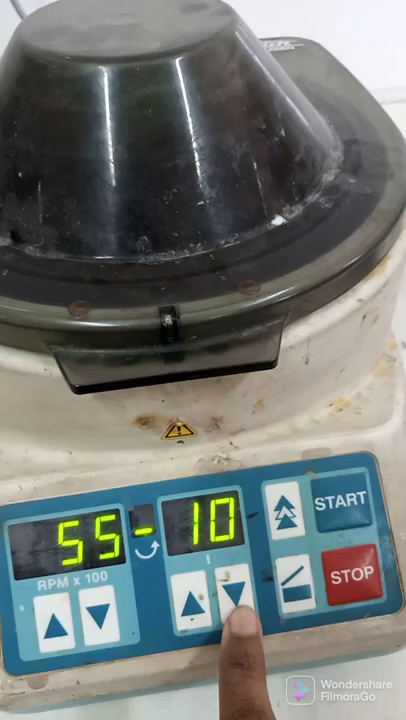 55
10
RPM x 100
t
START
STOP
Wondershare
FilmoraGo